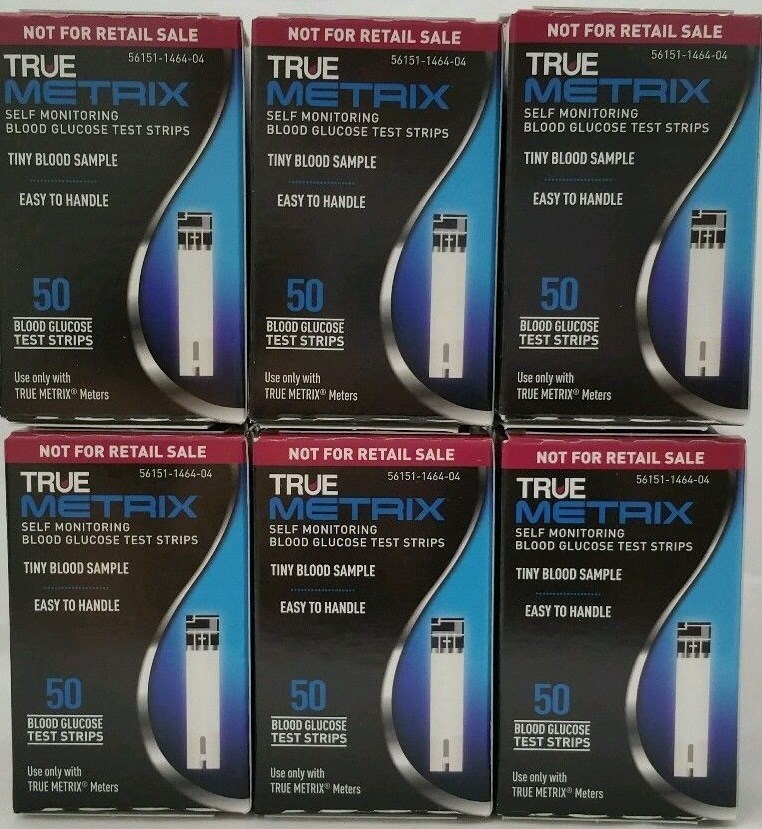 NOT FOR RETAIL SALE
56151-1464-04
TRUE
METRIX
SELF MONITORING
BLOOD GLUCOSE TEST STRIPS
TINY BLOOD SAMPLE
EASY TO HANDLE
50
BLOOD GLUCOSE
TEST STRIPS
Use only with
TRUE METRIX® Meters
NOT FOR RETAIL SALE
56151-1464-04
TRUE
METRIX
SELF MONITORING
BLOOD GLUCOSE TEST STRIPS
TINY BLOOD SAMPLE
EASY TO HANDLE
50
BLOOD GLUCOSE
TEST STRIPS
Use only with
TRUE METRIX® Meters
NOT FOR RETAIL SALE
56151-1464-04
TRUE
METRIX
SELF MONITORING
BLOOD GLUCOSE TEST STRIPS
TINY BLOOD SAMPLE
EASY TO HANDLE
50
BLOOD GLUCOSE
TEST STRIPS
Use only with
TRUE METRIX® Meters
NOT FOR RETAIL SALE
56151-1464-04
TRUE
METRIX
SELF MONITORING
BLOOD GLUCOSE TEST STRIPS
TINY BLOOD SAMPLE
EASY TO HANDLE
50
BLOOD GLUCOSE
TEST STRIPS
Use only with
TRUE METRIX® Meters
NOT FOR RETAIL SALE
56151-1464-04
TRUE
METRIX
SELF MONITORING
BLOOD GLUCOSE TEST STRIPS
TINY BLOOD SAMPLE
EASY TO HANDLE
50
BLOOD GLUCOSE
TEST STRIPS
Use only with
TRUE METRIX® Meters
NOT FOR RETAIL SALE
56151-1464-04
TRUE
METRIX
SELF MONITORING
BLOOD GLUCOSE TEST STRIPS
TINY BLOOD SAMPLE
EASY TO HANDLE
50
BLOOD GLUCOSE
TEST STRIPS
Use only with
TRUE METRIX® Meters